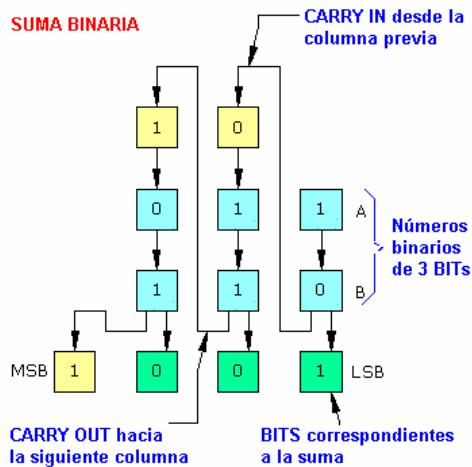 SUMA BINARIA
CARRY IN desde la
columna previa
1 0
0 1 1 A
Números
binarios
de 3 BITs
1 1 0 B
MSB 1 0 0 1 LSB
CARRY OUT hacia
la siguiente columna
BITS correspondientes
a la suma